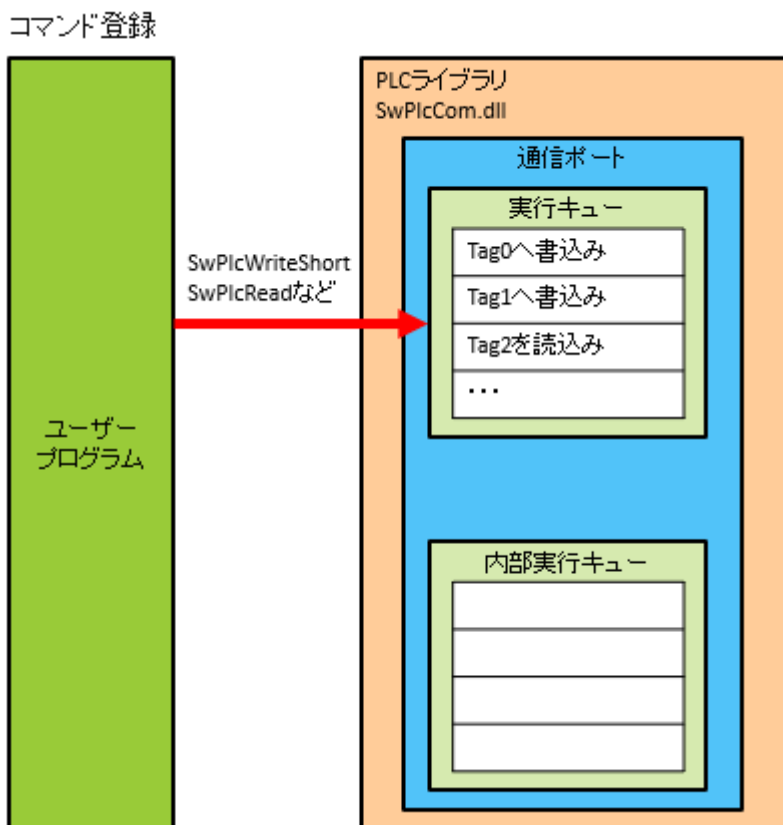 コマンド登録
PLCライブラリ
SwPlcCom.dll
通信ポート
実行キュー
Tag0へ書込み
Tag1へ書込み
Tag2を読込み
･･･
SwPlcWriteShort
SwPlcReadなど
ユーザー
プログラム
内部実行キュー